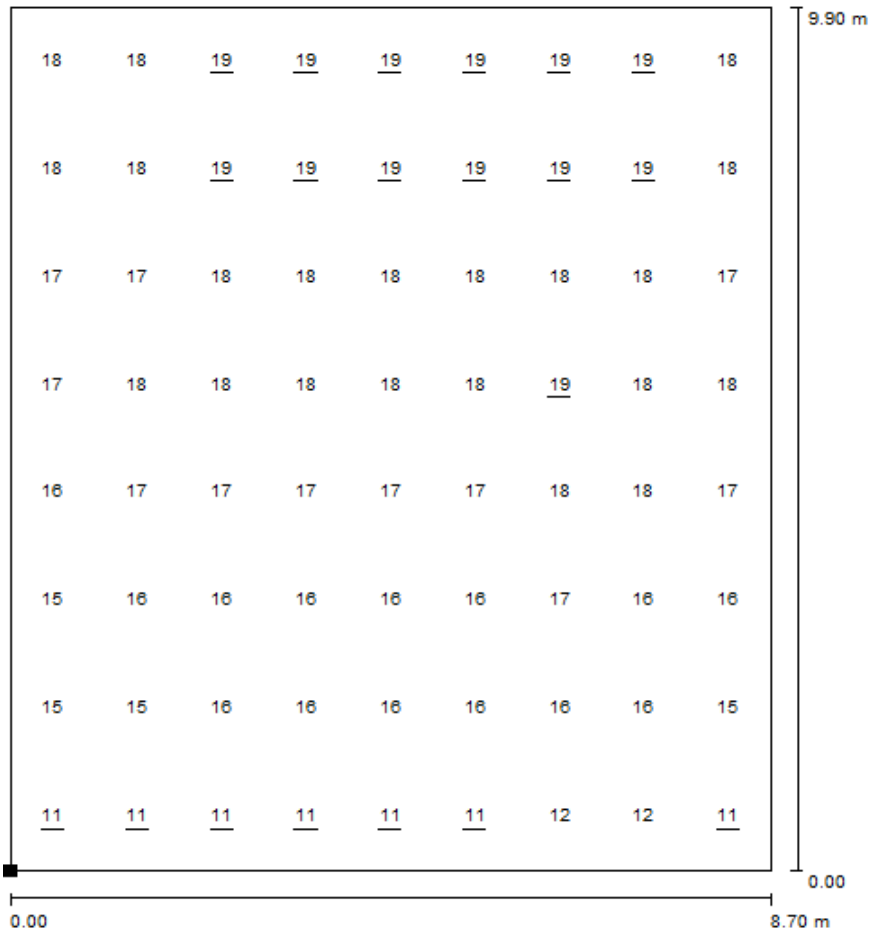 9.90 m
18 18 19 19 19 19 19 19 18
18 18 19 19 19 19 19 19 18
17 17 18 18 18 18 18 18 17
17 18 18 18 18 18 19 18 18
16 17 17 17 17 17 18 18 17
15 16 16 16 16 16 17 16 16
15 15 16 16 16 16 16 16 15
11 11 11 11 11 11 12 12 11
0.00
0.00 8.70 m